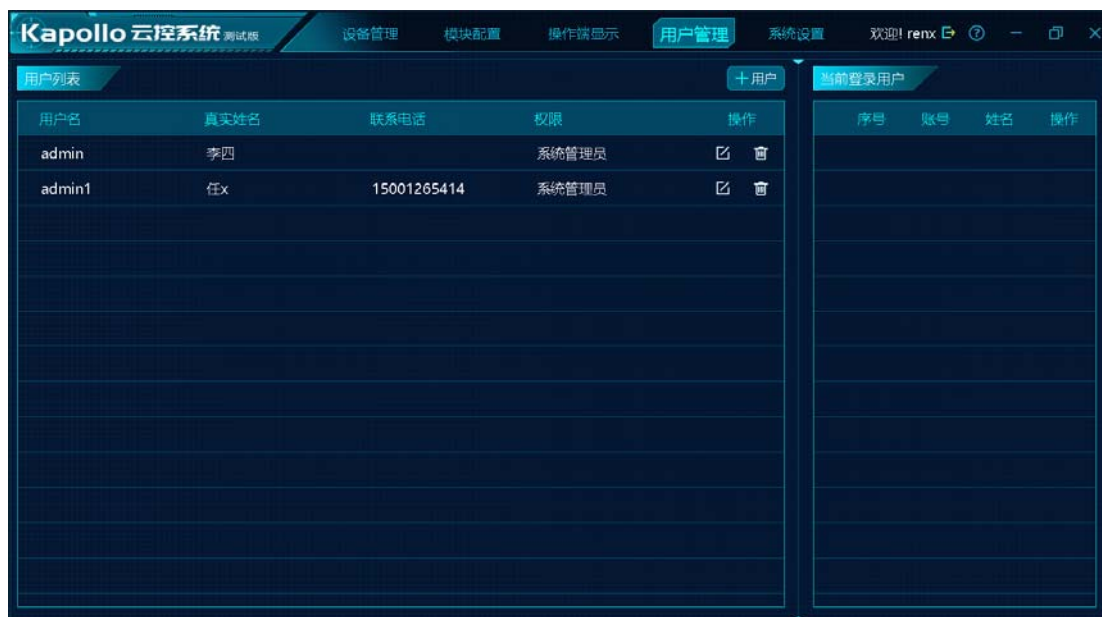 Kapollo 云控系统 测试版 设备管理 模块配置 操作端显示 用户管理 系统设置 欢迎! renx
用户列表 +用户 当前登录用户
用户名 真实姓名 联系电话 权限 操作 序号 账号 姓名 操作
admin 李四 系统管理员
admin1 任x 15001265414 系统管理员